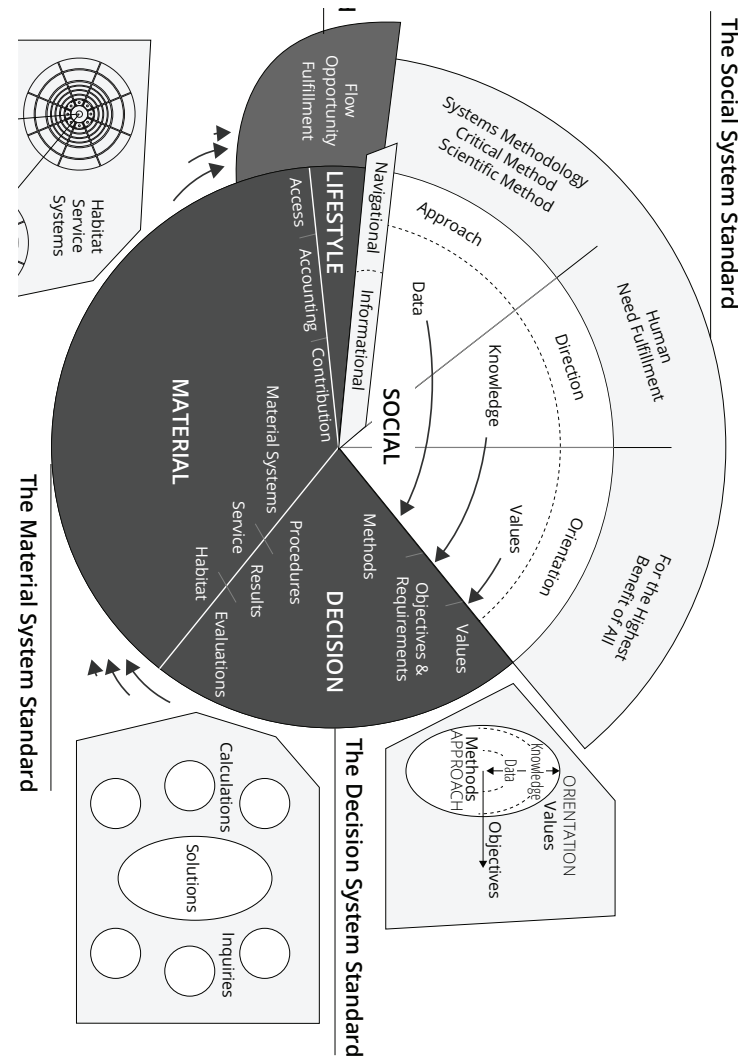 The Social System Standard
Systems Methodology
Critical Method
Scientific Method
Human
Need Fulfillment
For the Highest
Benefit of All
Approach
Direction
Orientation
Data
Knowledge
Values
SOCIAL
Navigational
Informational
Flow
Opportunity
Fulfillment
LIFESTYLE
Access
Accounting
Contribution
Habitat
Service
Systems
MATERIAL
Material Systems
Service
Habitat
Procedures
Results
Evaluations
DECISION
Methods
Objectives &
Requirements
Values
ORIENTATION
Values
Knowledge
Data
Methods
APPROACH
Objectives
The Decision System Standard
Calculations
Solutions
Inquiries
The Material System Standard